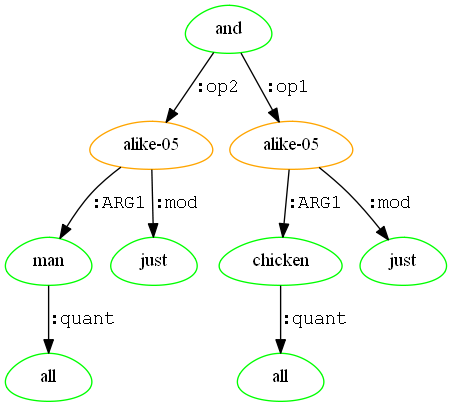 and
:op2 :op1
alike-05 alike-05
:ARG1 :mod :ARG1 :mod
man just chicken just
:quant :quant
all all